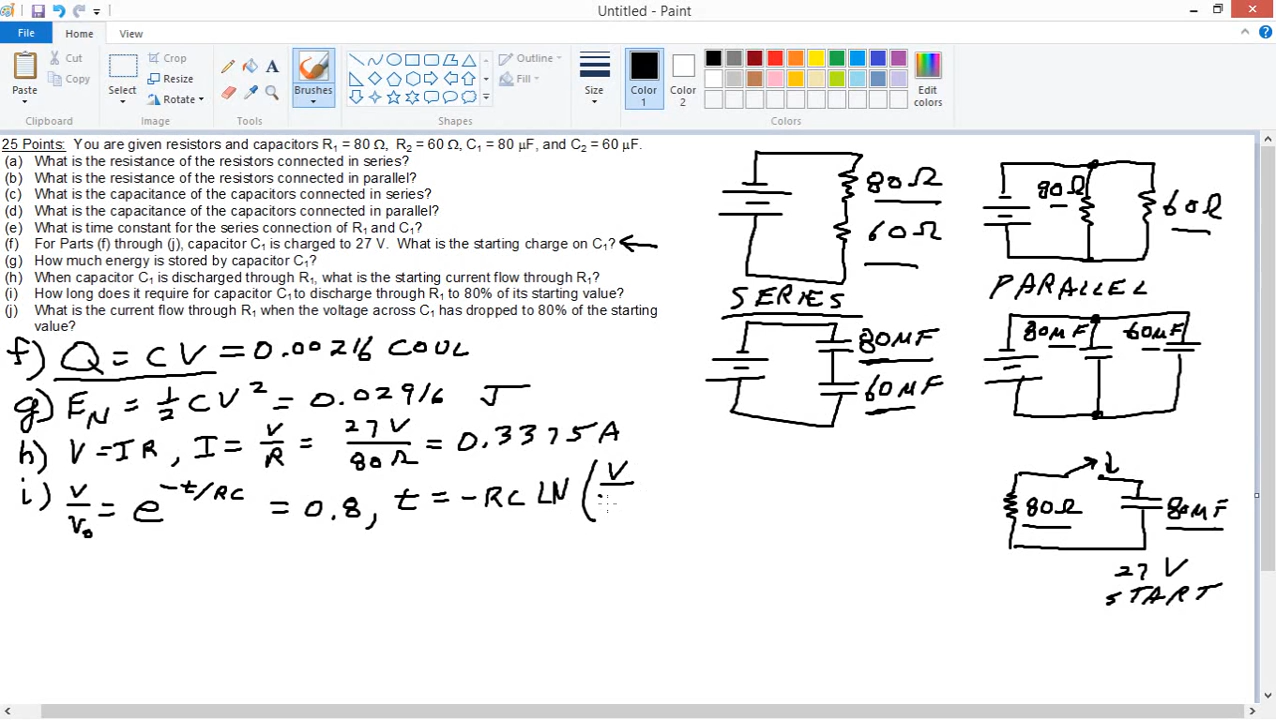 Untitled - Paint
File Home View
Paste Cut Copy Clipboard
Select Crop Resize Rotate Image
Tools
Brushes
Shapes Outline Fill
Size
Color 1 Color 2 Edit colors Colors
25 Points: You are given resistors and capacitors R1 = 80 Ω, R2 = 60 Ω, C1 = 80 μF, and C2 = 60 μF.
(a) What is the resistance of the resistors connected in series?
(b) What is the resistance of the resistors connected in parallel?
(c) What is the capacitance of the capacitors connected in series?
(d) What is the capacitance of the capacitors connected in parallel?
(e) What is time constant for the series connection of R1 and C1?
(f) For Parts (f) through (j), capacitor C1 is charged to 27 V. What is the starting charge on C1?
(g) How much energy is stored by capacitor C1?
(h) When capacitor C1 is discharged through R1, what is the starting current flow through R1?
(i) How long does it require for capacitor C1 to discharge through R1 to 80% of its starting value?
(j) What is the current flow through R1 when the voltage across C1 has dropped to 80% of the starting
value?
f) Q = CV = 0.00216 COUL
g) EN = 1/2 CV² = 0.02916 J
h) V = IR, I = V/R = 27V/80Ω = 0.3375 A
i) V/V0 = e^-t/RC = 0.8, t = -RC LN (V
80Ω
60Ω
SERIES
80μF
60μF
80Ω
60Ω
PARALLEL
80μF 60μF
80Ω 80μF
27 V
START